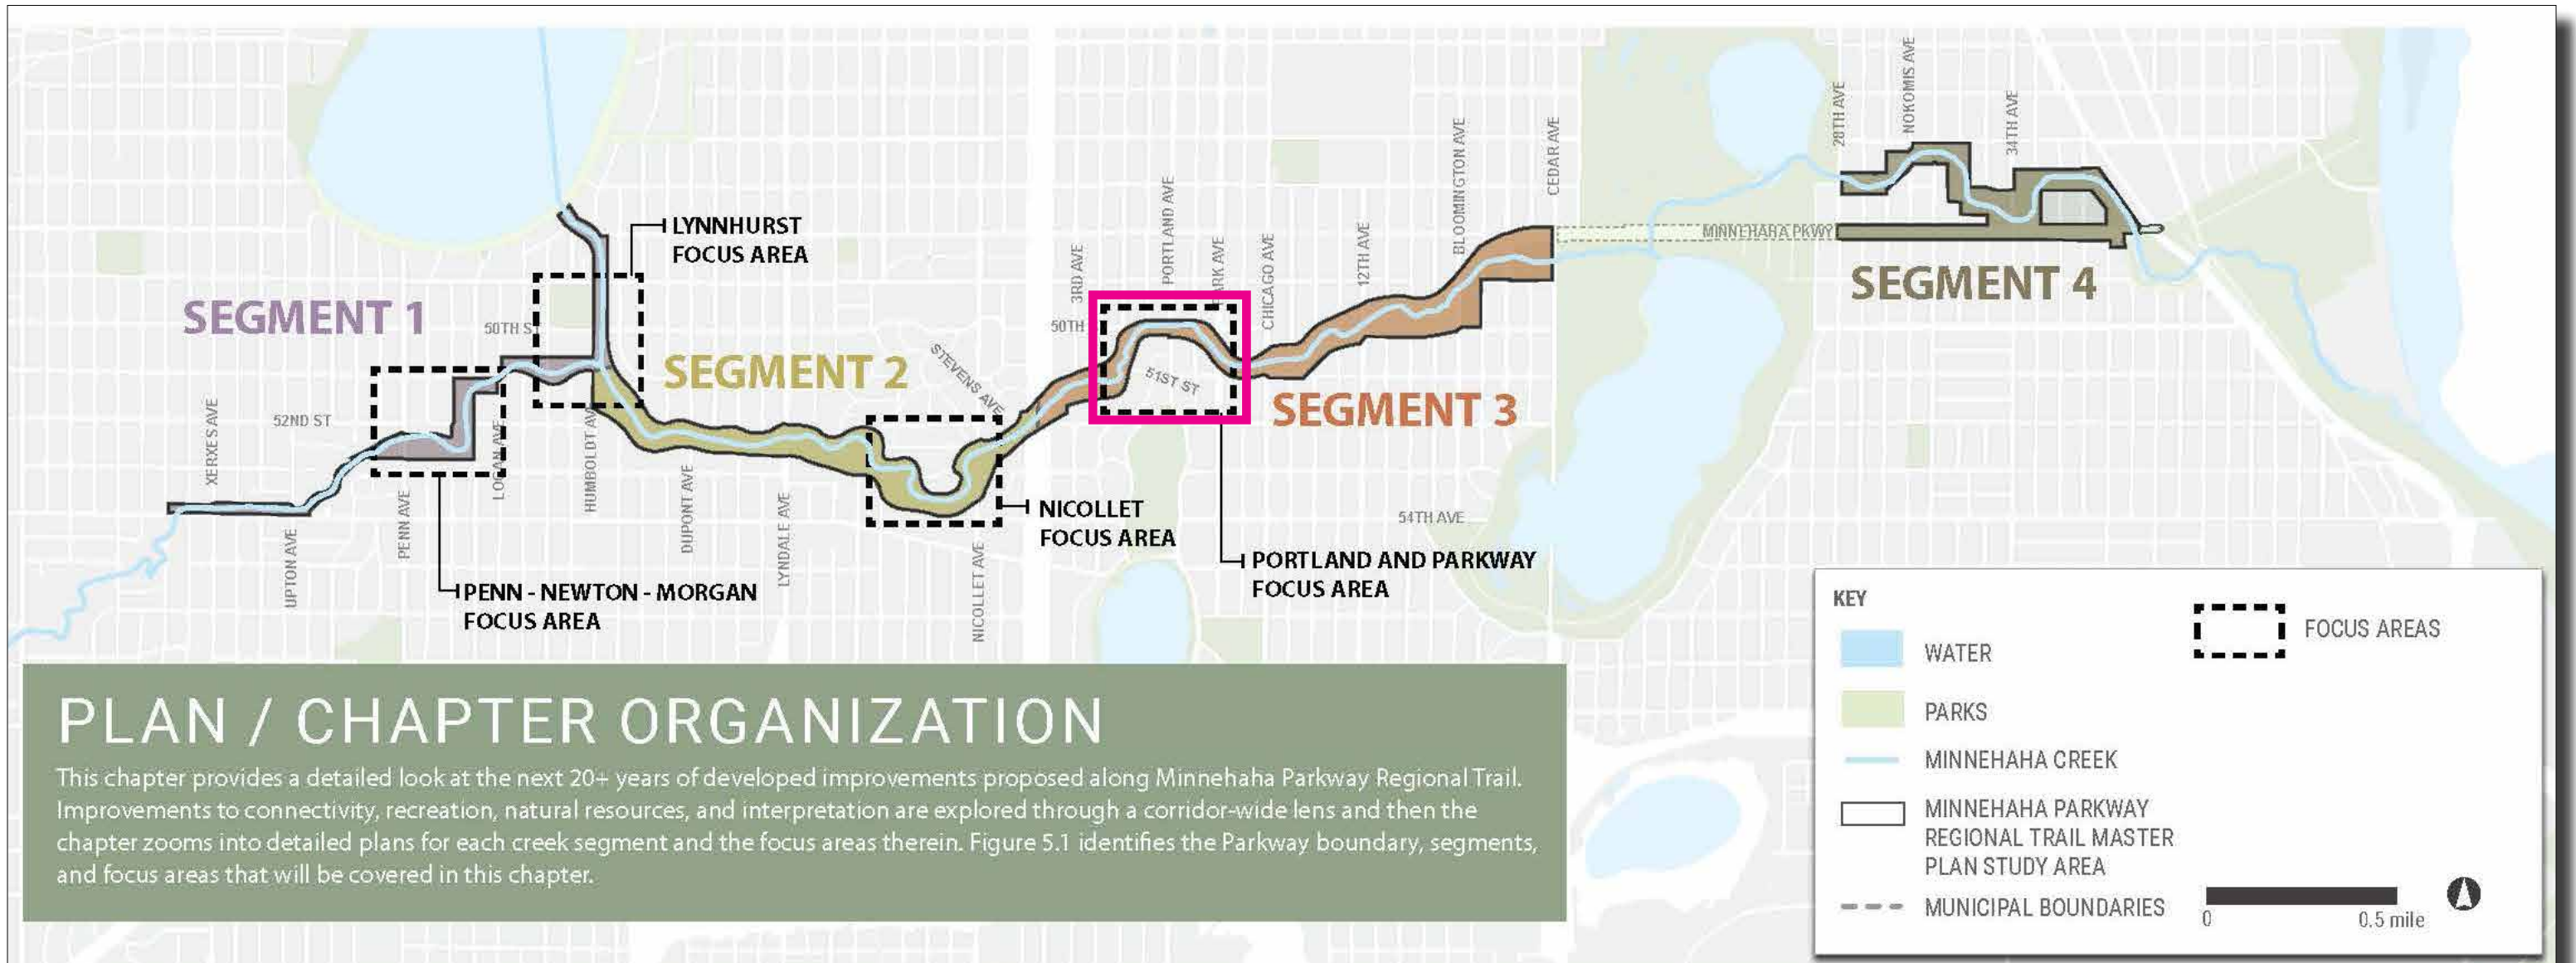 NOKOMIS AVE
28TH AVE
34TH AVE
BLOOMINGTON AVE
CEDAR AVE
PORTLAND AVE
LYNNHURST
FOCUS AREA
3RD AVE
PARK AVE
CHICAGO AVE
12TH AVE
MINNEHAHA PKWY
SEGMENT 4
SEGMENT 1
50TH S
50TH
SEGMENT 2
STEVENS AVE
51ST ST
SEGMENT 3
XERXES AVE
52ND ST
LOGAN AVE
HUMBOLDT AV
DUPONT AVE
LYNDALE AVE
PENN AVE
UPTON AVE
NICOLLET AVE
NICOLLET
FOCUS AREA
54TH AVE
PORTLAND AND PARKWAY
FOCUS AREA
PENN - NEWTON - MORGAN
FOCUS AREA
PLAN / CHAPTER ORGANIZATION
This chapter provides a detailed look at the next 20+ years of developed improvements proposed along Minnehaha Parkway Regional Trail.
Improvements to connectivity, recreation, natural resources, and interpretation are explored through a corridor-wide lens and then the
chapter zooms into detailed plans for each creek segment and the focus areas therein. Figure 5.1 identifies the Parkway boundary, segments,
and focus areas that will be covered in this chapter.
KEY
WATER
PARKS
MINNEHAHA CREEK
MINNEHAHA PARKWAY
REGIONAL TRAIL MASTER
PLAN STUDY AREA
MUNICIPAL BOUNDARIES
FOCUS AREAS
0
0.5 mile